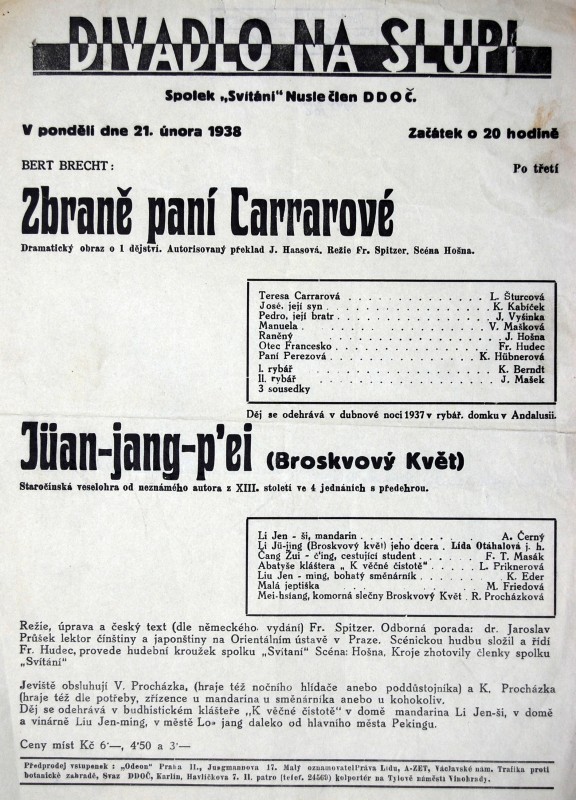 DIVADLO NA SLUPI
Spolek „Svítání" Nusle člen DDOČ.
V pondělí dne 21. února 1938
Začátek o 20 hodině
BERT BRECHT:
Po třetí
Zbraně paní Carrarové
Dramatický obraz o 1 dějství. Autorisovaný překlad J. Hansová. Režie Fr. Spitzer. Scéna Hošna.
Teresa Carrarová . . . . . . . . . . . . . . L. Šturcová
José, její syn . . . . . . . . . . . . . . K. Kabíček
Pedro, její bratr . . . . . . . . . . . . . . J. Vyšinka
Manuela . . . . . . . . . . . . . . V. Mašková
Raněný . . . . . . . . . . . . . . J. Hošna
Otec Francesko . . . . . . . . . . . . . . Fr. Hudec
Paní Perezová . . . . . . . . . . . . . . K. Hübnerová
I. rybář . . . . . . . . . . . . . . K. Berndt
II. rybář . . . . . . . . . . . . . . J. Mašek
3 sousedky
Děj se odehrává v dubnové noci 1937 v rybář. domku v Andalusii.
Jüan-jang-p'ei (Broskvový Květ)
Staročínská veselohra od neznámého autora z XIII. století ve 4 jednáních s předehrou.
Li Jen - ši, mandarin . . . . . . . . . . A. Černý
Li Jü-jing (Broskvový květ) jeho dcera . Lída Otáhalová j. h.
Čang Žui - č'ing, cestující student . . . . F. T. Masák
Abatyše kláštera „ K věčné čistotě" . . . . L. Priknerová
Liu Jen - ming, bohatý směnárník . . . . . K. Eder
Malá jeptiška . . . . . . . . . . M. Friedová
Mei-hsiang, komorná slečny Broskvový Květ . R. Procházková
Režie, úprava a český text (dle německého. vydání) Fr. Spitzer. Odborná porada: dr. Jaroslav
Průšek lektor čínštiny a japonštiny na Orientálním ústavě v Praze. Scénickou hudbu složil a řídí
Fr. Hudec, provede hudební kroužek spolku „Svítaní" Scéna: Hošna. Kroje zhotovily členky spolku
„Svítání"
Jeviště obsluhují V. Procházka, (hraje též nočního hlídače anebo poddůstojníka) a K. Procházka
(hraje též dle potřeby, zřízence u mandarina u směnárníka anebo u kohokoliv.
Děj se odehrává v budhistickém klášteře „K věčné čistotě" v domě mandarina Li Jen-ši, v domě
a vinárně Liu Jen-ming, v městě Lo- jang daleko od hlavního města Pekingu.
Ceny míst Kč 6·—, 4'50 a 3·—
Předprodej vstupenek : „Odeon" Praha II., Jungmannova 17. Malý oznamovatel Práva Lidu, A-ZET, Václavské nám. Trafika proti
botanické zahradě, Svaz DDOČ, Karlín, Havlíčkova 7. II. patro (telef. 24569) kolportér na Tylově náměstí Vinohrady.